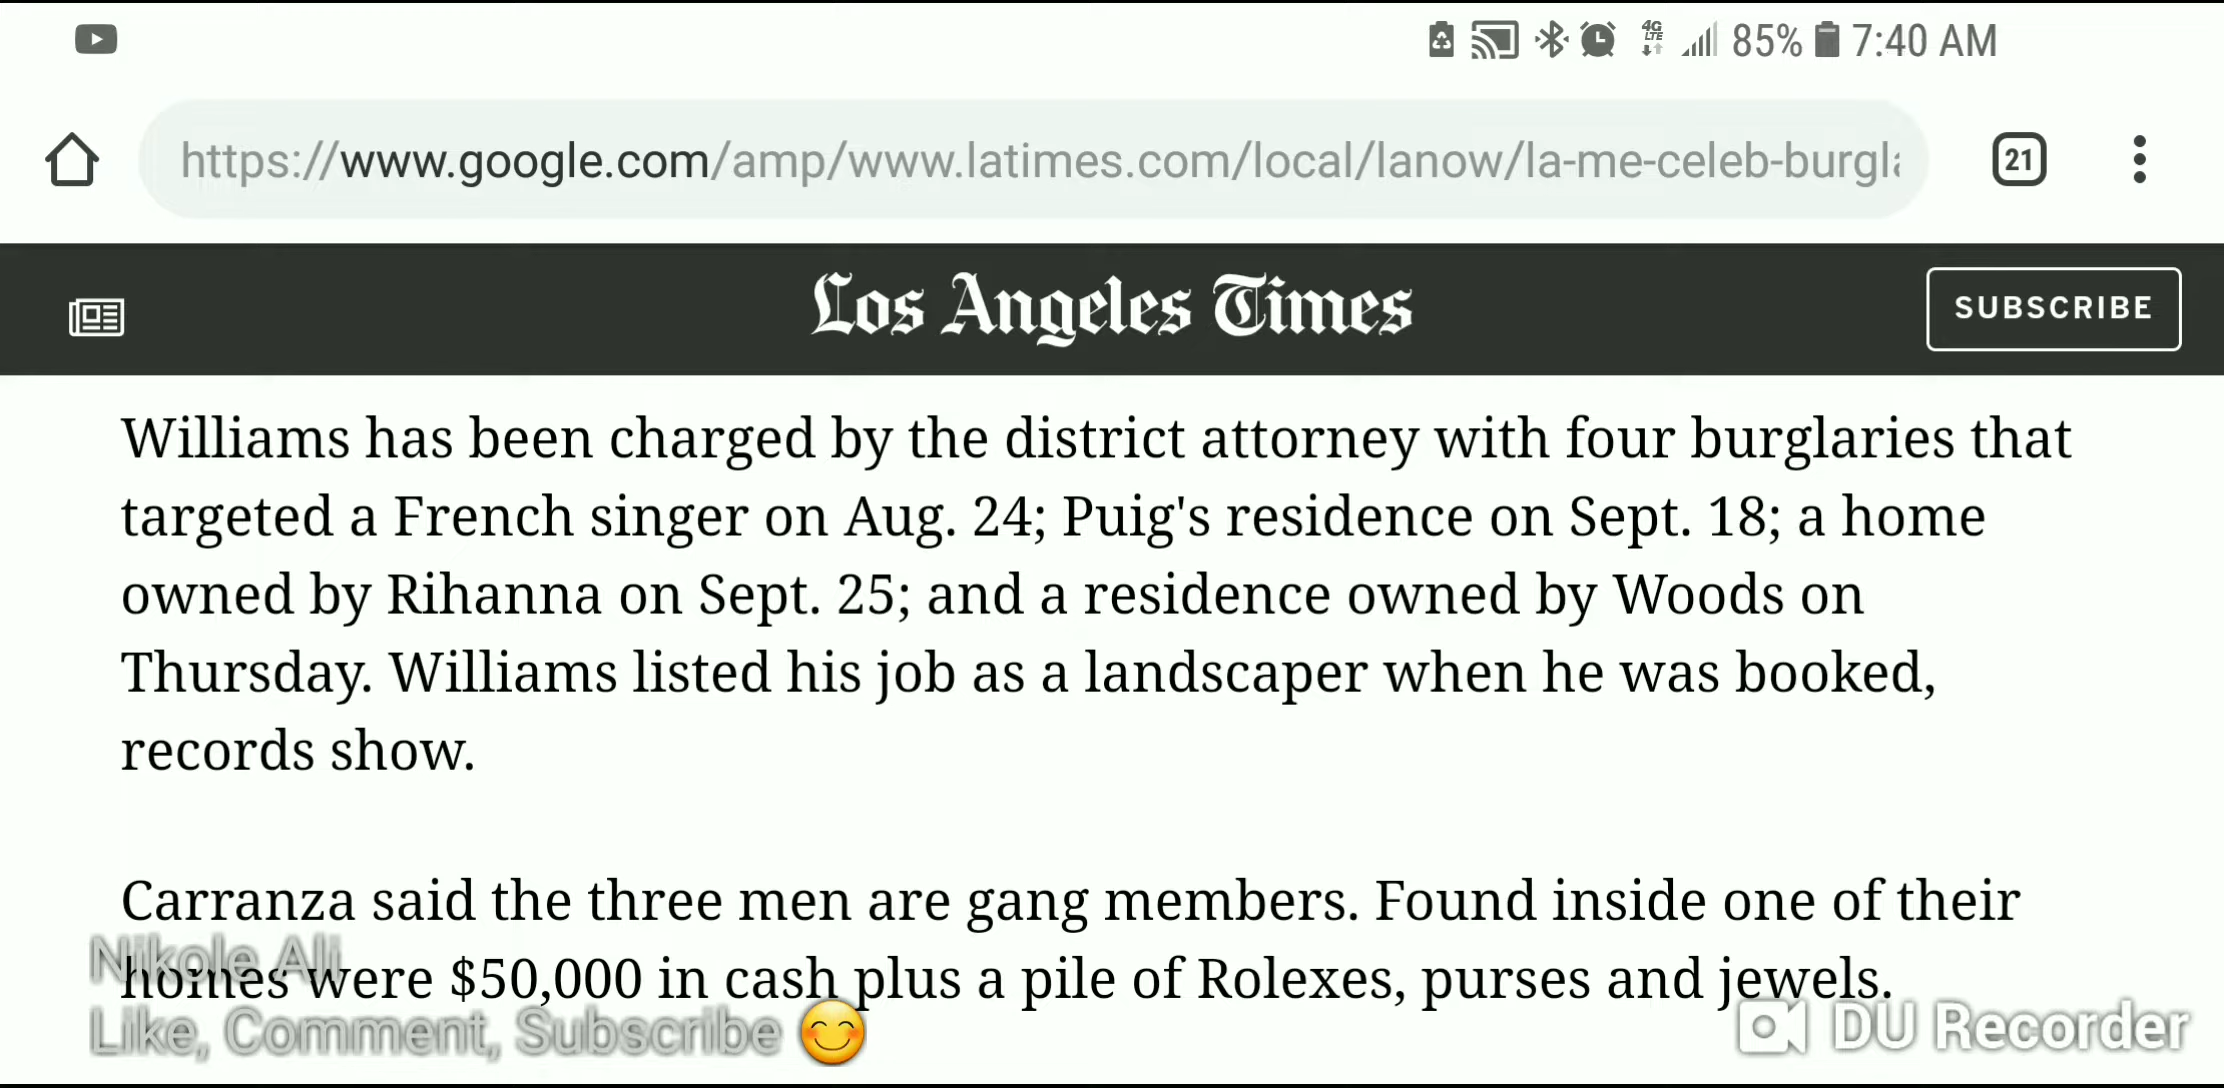 4G
LTE
85% 7:40 AM
https://www.google.com/amp/www.latimes.com/local/lanow/la-me-celeb-burgla
21
Los Angeles Times
SUBSCRIBE
Williams has been charged by the district attorney with four burglaries that
targeted a French singer on Aug. 24; Puig's residence on Sept. 18; a home
owned by Rihanna on Sept. 25; and a residence owned by Woods on
Thursday. Williams listed his job as a landscaper when he was booked,
records show.
Carranza said the three men are gang members. Found inside one of their
homes were $50,000 in cash plus a pile of Rolexes, purses and jewels.
Nikole Ali
Like, Comment, Subscribe 😊
DU Recorder